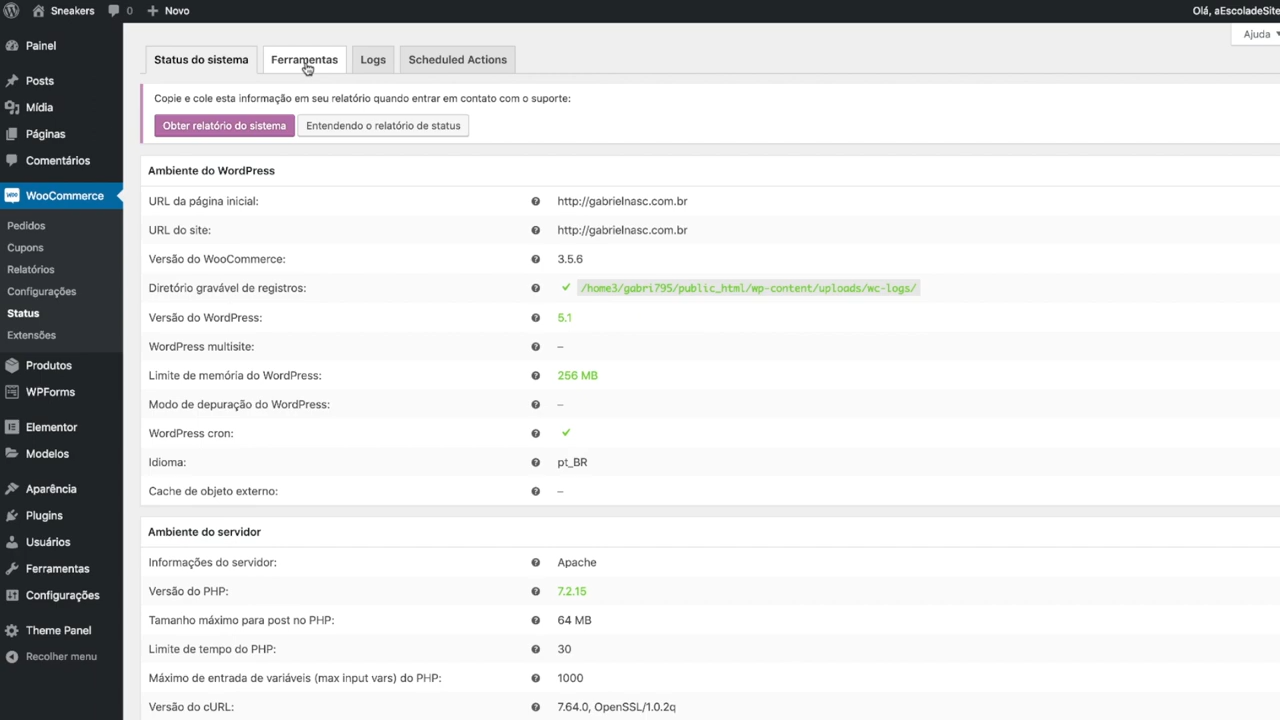 Sneakers
0
Novo
Olá, aEscoladeSite
Ajuda
Painel
Posts
Mídia
Páginas
Comentários
WooCommerce
Pedidos
Cupons
Relatórios
Configurações
Status
Extensões
Produtos
WPForms
Elementor
Modelos
Aparência
Plugins
Usuários
Ferramentas
Configurações
Theme Panel
Recolher menu
Status do sistema
Ferramentas
Logs
Scheduled Actions
Copie e cole esta informação em seu relatório quando entrar em contato com o suporte:
Obter relatório do sistema
Entendendo o relatório de status
Ambiente do WordPress
URL da página inicial: http://gabrielnasc.com.br
URL do site: http://gabrielnasc.com.br
Versão do WooCommerce: 3.5.6
Diretório gravável de registros: /home3/gabri795/public_html/wp-content/uploads/wc-logs/
Versão do WordPress: 5.1
WordPress multisite: –
Limite de memória do WordPress: 256 MB
Modo de depuração do WordPress: –
WordPress cron:
Idioma: pt_BR
Cache de objeto externo: –
Ambiente do servidor
Informações do servidor: Apache
Versão do PHP: 7.2.15
Tamanho máximo para post no PHP: 64 MB
Limite de tempo do PHP: 30
Máximo de entrada de variáveis (max input vars) do PHP: 1000
Versão do cURL: 7.64.0, OpenSSL/1.0.2q